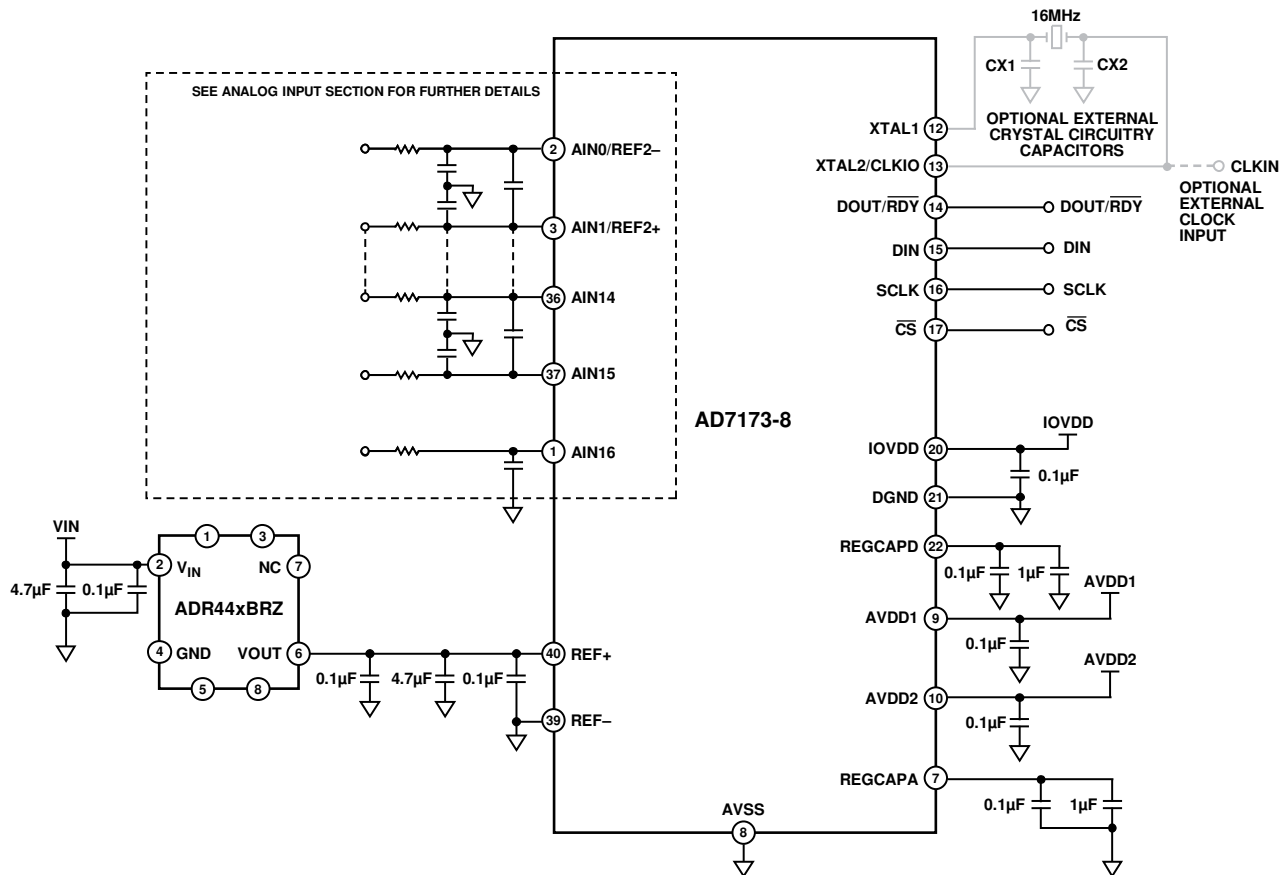 16MHz
CX1
CX2
SEE ANALOG INPUT SECTION FOR FURTHER DETAILS
OPTIONAL EXTERNAL
CRYSTAL CIRCUITRY
CAPACITORS
XTAL1
12
2
AIN0/REF2–
XTAL2/CLKIO
13
CLKIN
OPTIONAL
EXTERNAL
CLOCK
INPUT
DOUT/RDY
14
DOUT/RDY
3
AIN1/REF2+
DIN
15
DIN
SCLK
16
SCLK
36
AIN14
CS
17
CS
37
AIN15
AD7173-8
1
AIN16
IOVDD
IOVDD
20
0.1µF
DGND
21
VIN
1
3
2
VIN
NC
7
4.7µF
0.1µF
ADR44xBRZ
4
GND
VOUT
6
5
8
REGCAPD
22
0.1µF
1µF
AVDD1
AVDD1
9
0.1µF
0.1µF
4.7µF
0.1µF
40
REF+
39
REF–
AVDD2
AVDD2
10
0.1µF
REGCAPA
7
0.1µF
1µF
AVSS
8